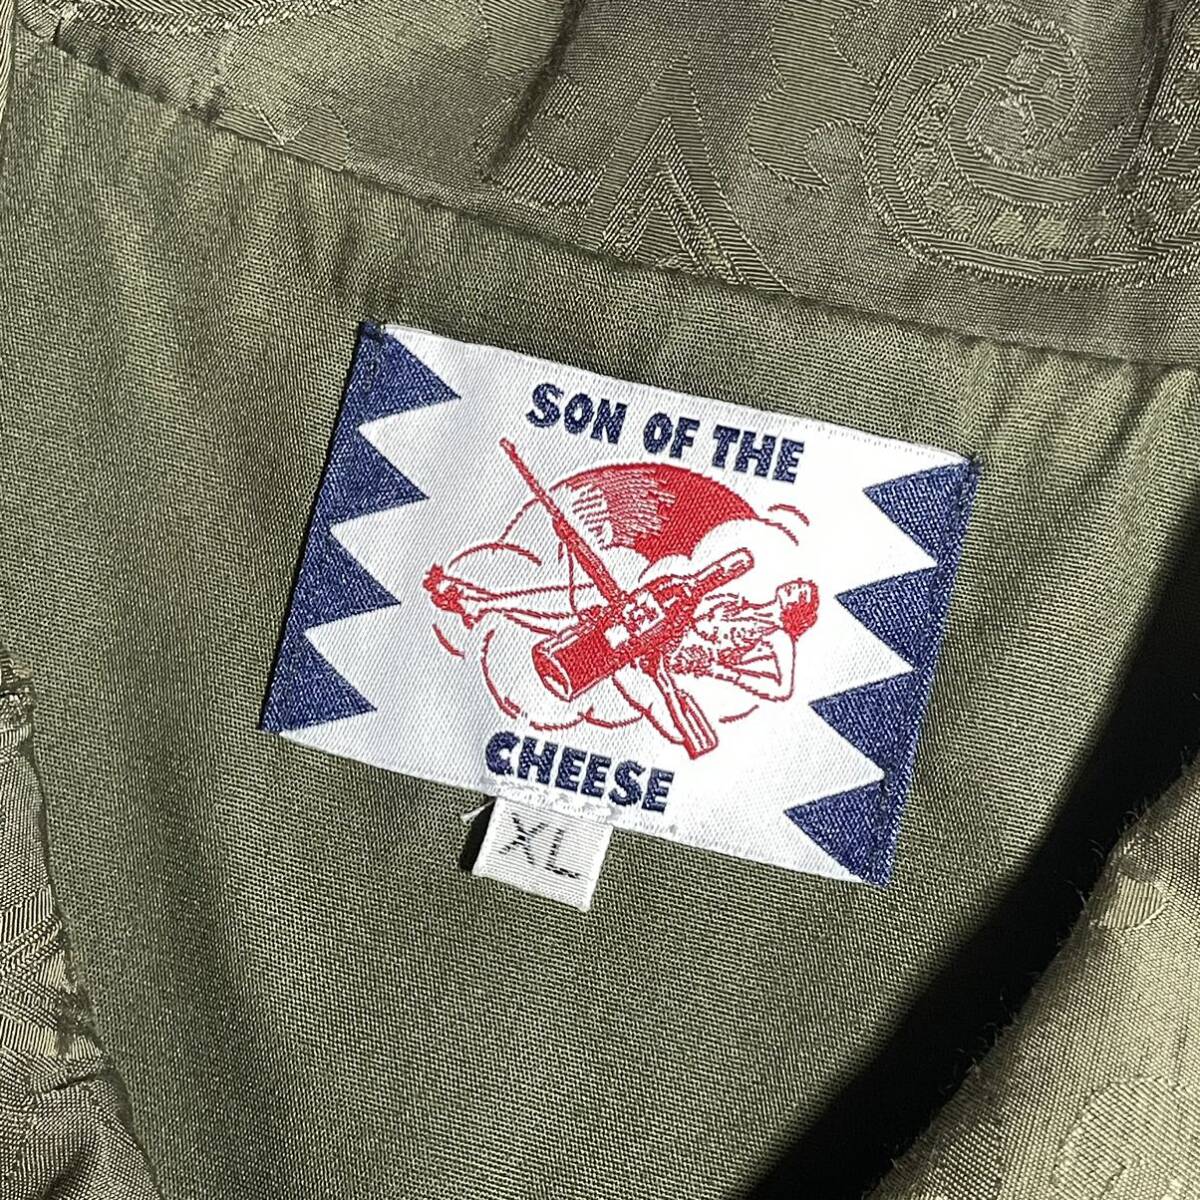 SON OF THE
CHEESE
XL